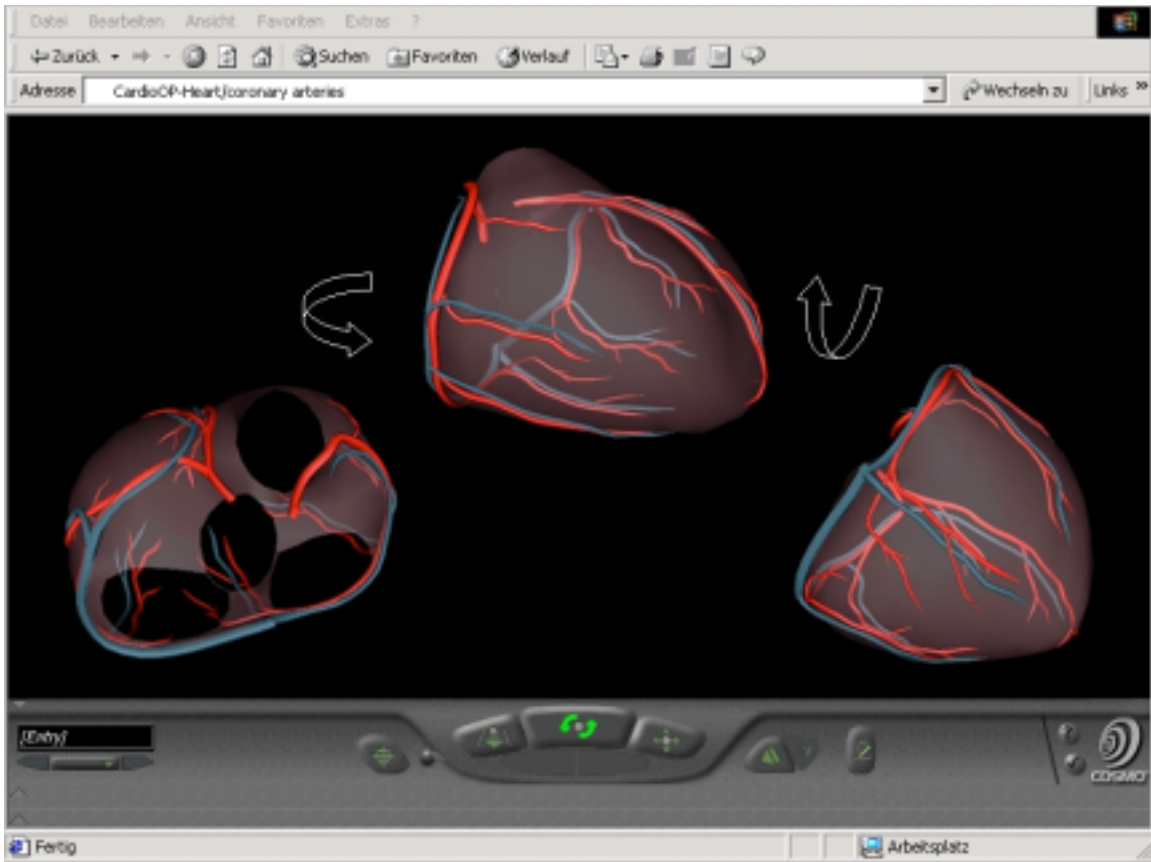 Datei Bearbeiten Ansicht Favoriten Extras ?
Zurück Suchen Favoriten Verlauf
Adresse CardioOP-Heart/coronary arteries Wechseln zu Links »
[Entry]
COSMO
Fertig Arbeitsplatz